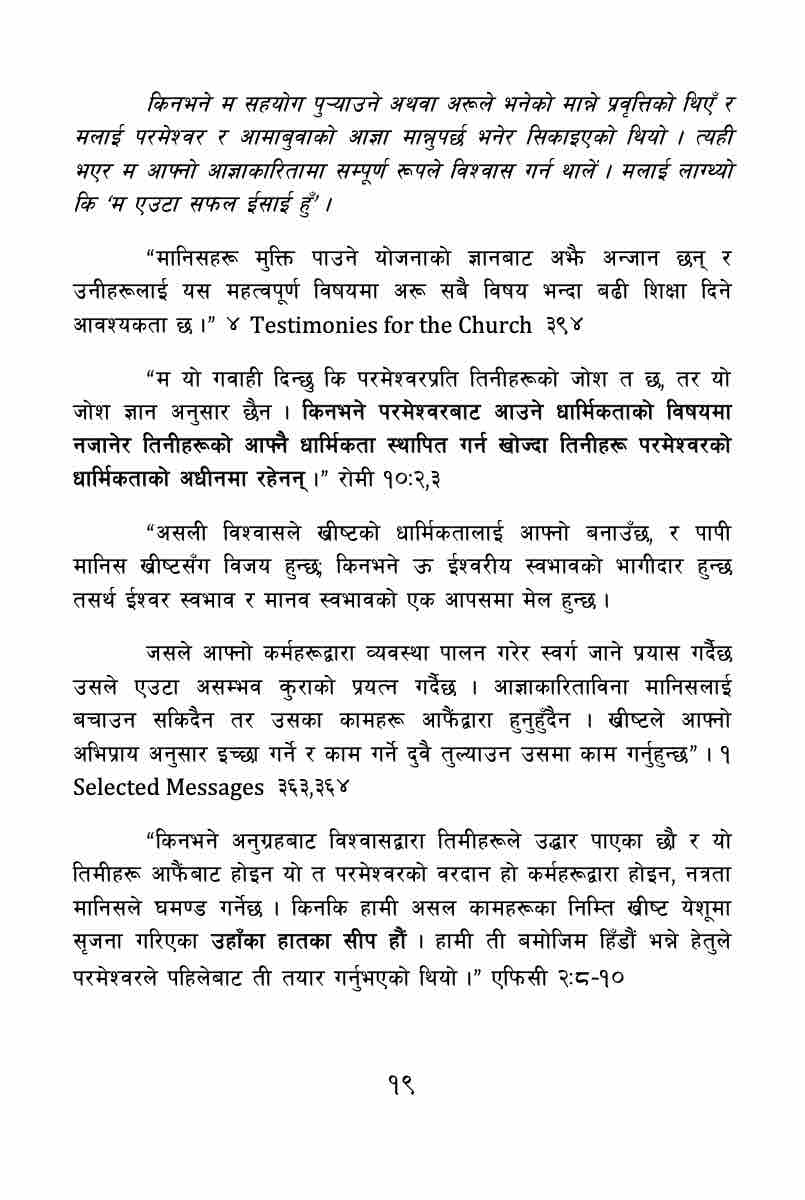 किनभने म सहयोग पुऱ्याउने अथवा अरूले भनेको मान्ने प्रवृत्तिको थिएँ र
मलाई परमेश्वर र आमाबुवाको आज्ञा मान्नुपर्छ भनेर सिकाइएको थियो । त्यही
भएर म आफ्नो आज्ञाकारितामा सम्पूर्ण रूपले विश्वास गर्न थालें । मलाई लाग्थ्यो
कि ‘म एउटा सफल ईसाई हुँ’ ।
“मानिसहरू मुक्ति पाउने योजनाको ज्ञानबाट अझै अन्जान छन् र
उनीहरूलाई यस महत्वपूर्ण विषयमा अरू सबै विषय भन्दा बढी शिक्षा दिने
आवश्यकता छ ।” ४ Testimonies for the Church ३९४
“म यो गवाही दिन्छु कि परमेश्वरप्रति तिनीहरूको जोश त छ, तर यो
जोश ज्ञान अनुसार छैन । किनभने परमेश्वरबाट आउने धार्मिकताको विषयमा
नजानेर तिनीहरूको आफ्नै धार्मिकता स्थापित गर्न खोज्दा तिनीहरू परमेश्वरको
धार्मिकताको अधीनमा रहेनन् ।” रोमी १०:२,३
“असली विश्वासले ख्रीष्टको धार्मिकतालाई आफ्नो बनाउँछ, र पापी
मानिस ख्रीष्टसँग विजय हुन्छ; किनभने ऊ ईश्वरीय स्वभावको भागीदार हुन्छ
तसर्थ ईश्वर स्वभाव र मानव स्वभावको एक आपसमा मेल हुन्छ ।
जसले आफ्नो कर्महरूद्वारा व्यवस्था पालन गरेर स्वर्ग जाने प्रयास गर्दैछ
उसले एउटा असम्भव कुराको प्रयत्न गर्दैछ । आज्ञाकारिताविना मानिसलाई
बचाउन सकिदैन तर उसका कामहरू आफैंद्वारा हुनुहुँदैन । ख्रीष्टले आफ्नो
अभिप्राय अनुसार इच्छा गर्ने र काम गर्ने दुवै तुल्याउन उसमा काम गर्नुहुन्छ” । १
Selected Messages ३६३,३६४
“किनभने अनुग्रहबाट विश्वासद्वारा तिमीहरूले उद्धार पाएका छौ र यो
तिमीहरू आफैंबाट होइन यो त परमेश्वरको वरदान हो कर्महरूद्वारा होइन, नत्रता
मानिसले घमण्ड गर्नेछ । किनकि हामी असल कामहरूका निम्ति ख्रीष्ट येशूमा
सृजना गरिएका उहाँका हातका सीप हौं । हामी ती बमोजिम हिँडौं भन्ने हेतुले
परमेश्वरले पहिलेबाट ती तयार गर्नुभएको थियो ।” एफिसी २:८-१०
१९